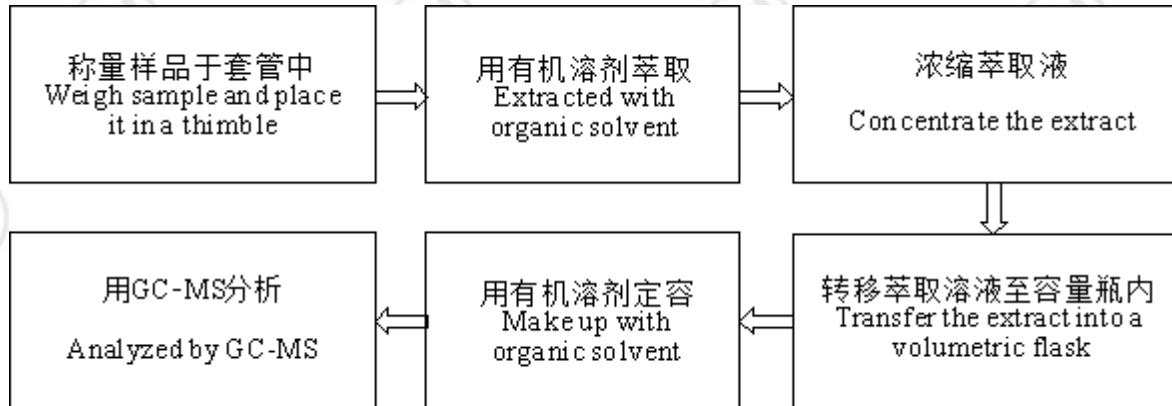 称量样品于套管中
Weigh sample and place
it in a thimble
用有机溶剂萃取
Extracted with
organic solvent
浓缩萃取液
Concentrate the extract
转移萃取溶液至容量瓶内
Transfer the extract into a
volumetric flask
用有机溶剂定容
Make up with
organic solvent
用GC-MS分析
Analyzed by GC-MS